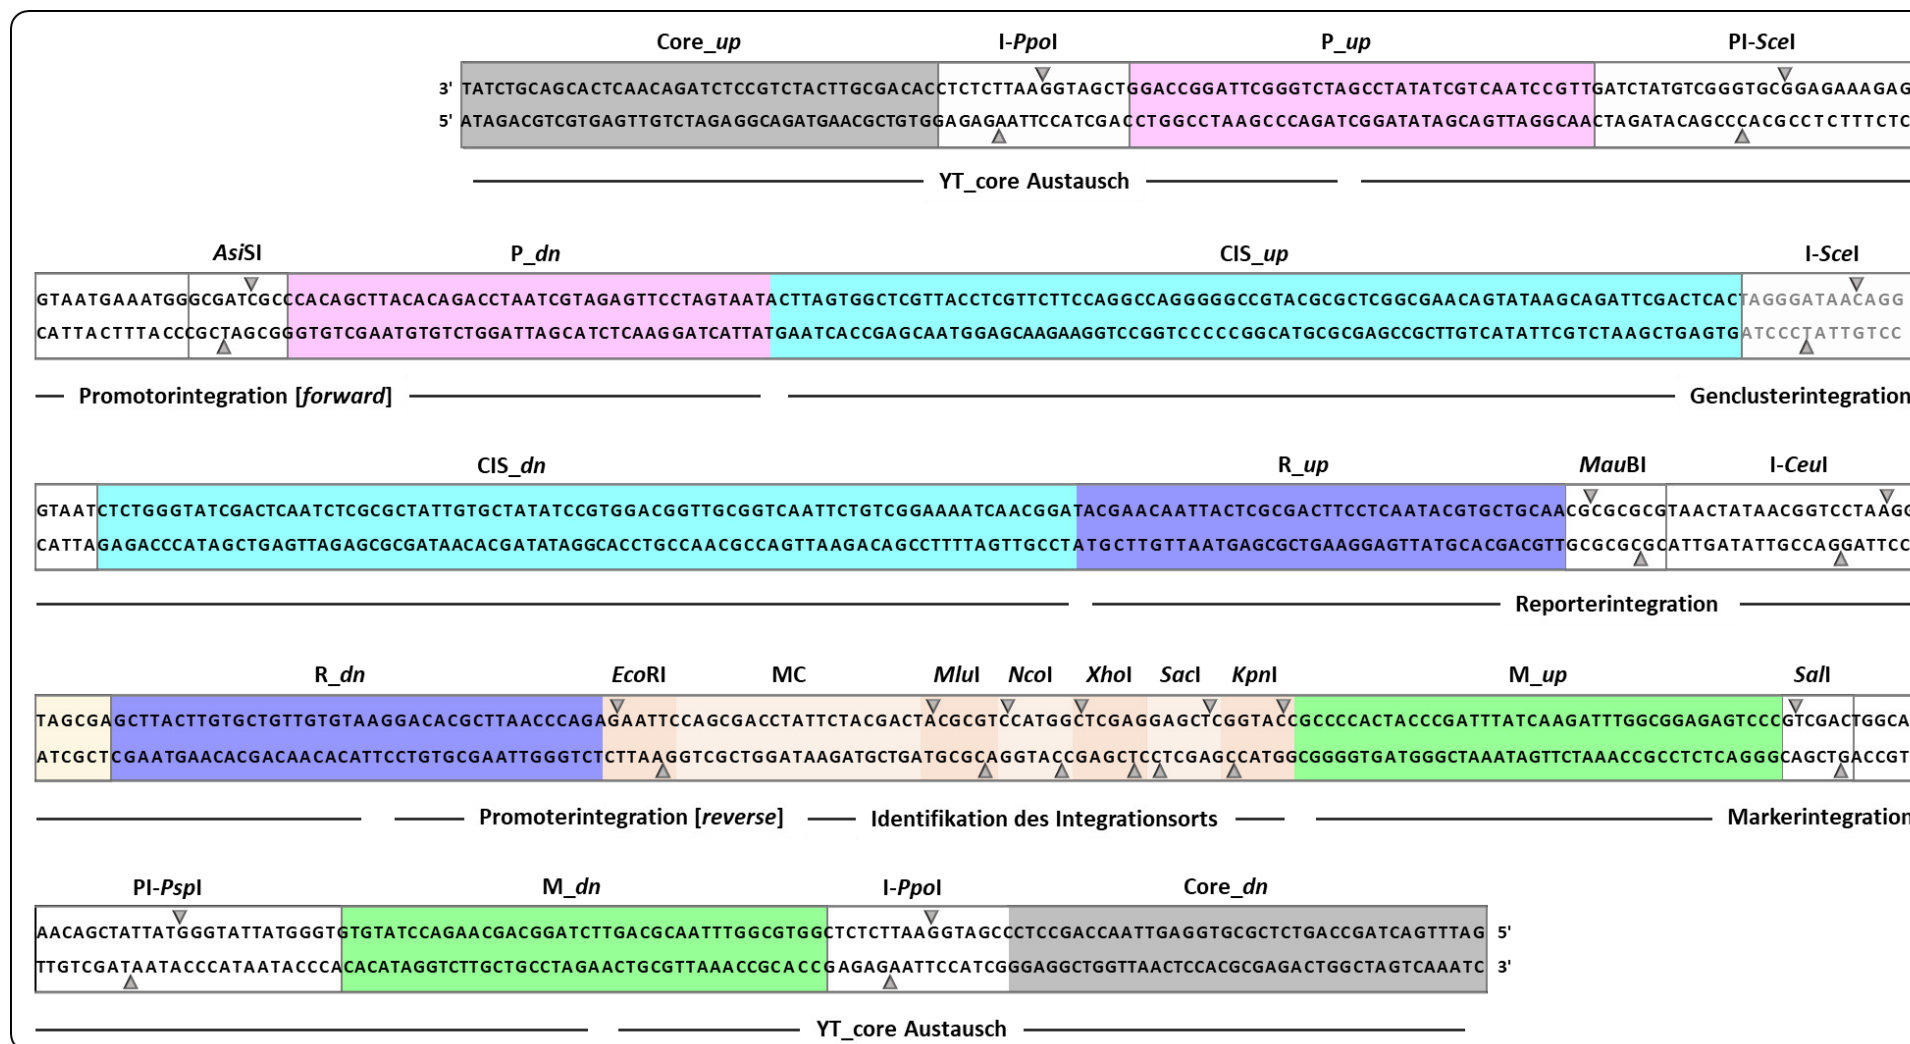 Core_up I-PpoI P_up PI-SceI
3' TATCTGCAGCACTCAACAGATCTCCGTCTACTTGCGACACCTCTCTTAAGGTAGCTGGACCGGATTCGGGTCTAGCCTATATCGTCAATCCGTTGATCTATGTCGGGTGCGGAGAAAGAG
5' ATAGACGTCGTGAGTTGTCTAGAGGCAGATGAACGCTGTGGAGAGAATTCCATCGACCTGGCCTAAGCCCAGATCGGATATAGCAGTTAGGCAACTAGATACAGCCCACGCCTCTTTCTC
YT_core Austausch
AsiSI P_dn CIS_up I-SceI
GTAATGAAATGGGCGATCGCCCACAGCTTACACAGACCTAATCGTAGAGTTCCTAGTAATACTTAGTGGCTCGTTACCTCGTTCTTCCAGGCCAGGGGGCCGTACGCGCTCGGCGAACAGTATAAGCAGATTCGACTCACTAGGGATAACAGG
CATTACTTTACCCGCTAGCGGGTGTCGAATGTGTCTGGATTAGCATCTCAAGGATCATTATGAATCACCGAGCAATGGAGCAAGAAGGTCCGGTCCCCCGGCATGCGCGAGCCGCTTGTCATATTCGTCTAAGCTGAGTGATCCCTATTGTCC
Promotorintegration [forward] Genclusterintegration
CIS_dn R_up MauBI I-CeuI
GTAATCTCTGGGTATCGACTCAATCTCGCGCTATTGTGCTATATCCGTGGACGGTTGCGGTCAATTCTGTCGGAAAATCAACGGATACGAACAATTACTCGCGACTTCCTCAATACGTGCTGCAACGCGCGCGTAACTATAACGGTCCTAAGG
CATTAGAGACCCATAGCTGAGTTAGAGCGCGATAACACGATATAGGCACCTGCCAACGCCAGTTAAGACAGCCTTTTAGTTGCCTATGCTTGTTAATGAGCGCTGAAGGAGTTATGCACGACGTTGCGCGCGCATTGATATTGCCAGGATTCC
Reporterintegration
R_dn EcoRI MC MluI NcoI XhoI SacI KpnI M_up SalI
TAGCGAGCTTACTTGTGCTGTTGTGTAAGGACACGCTTAACCCAGAGAATTCCAGCGACCTATTCTACGACTACGCGTCCATGGCTCGAGGAGCTCGGTACCGCCCCACTACCCGATTTATCAAGATTTGGCGGAGAGTCCCGTCGACTGGCA
ATCGCTCGAATGAACACGACAACACATTCCTGTGCGAATTGGGTCTCTTAAGGTCGCTGGATAAGATGCTGATGCGCAGGTACCGAGCTCCTCGAGCCATGGCGGGGTGATGGGCTAAATAGTTCTAAACCGCCTCTCAGGGCAGCTGACCGT
Promoterintegration [reverse] Identifikation des Integrationsorts Markerintegration
PI-PspI M_dn I-PpoI Core_dn
AACAGCTATTATGGGTATTATGGGTGTGTATCCAGAACGACGGATCTTGACGCAATTTGGCGTGGCTCTCTTAAGGTAGCCCTCCGACCAATTGAGGTGCGCTCTGACCGATCAGTTTAG 5'
TTGTCGATAATACCCATAATACCCACACATAGGTCTTGCTGCCTAGAACTGCGTTAAACCGCACCGAGAGAATTCCATCGGGAGGCTGGTTAACTCCACGCGAGACTGGCTAGTCAAATC 3'
YT_core Austausch